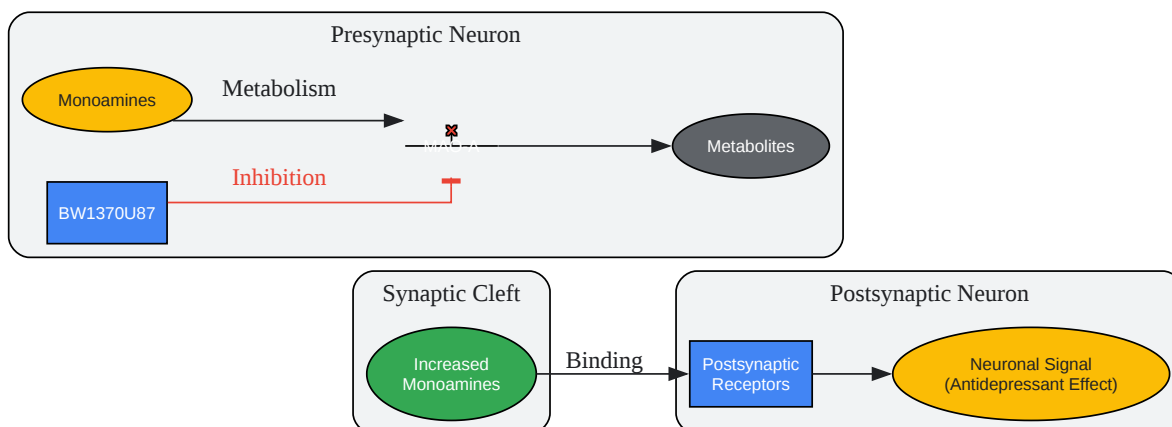 Presynaptic Neuron
Monoamines
Metabolism
Metabolites
Inhibition
BW1370U87
Synaptic Cleft
Increased
Monoamines
Binding
Postsynaptic Neuron
Postsynaptic
Receptors
Neuronal Signal
(Antidepressant Effect)